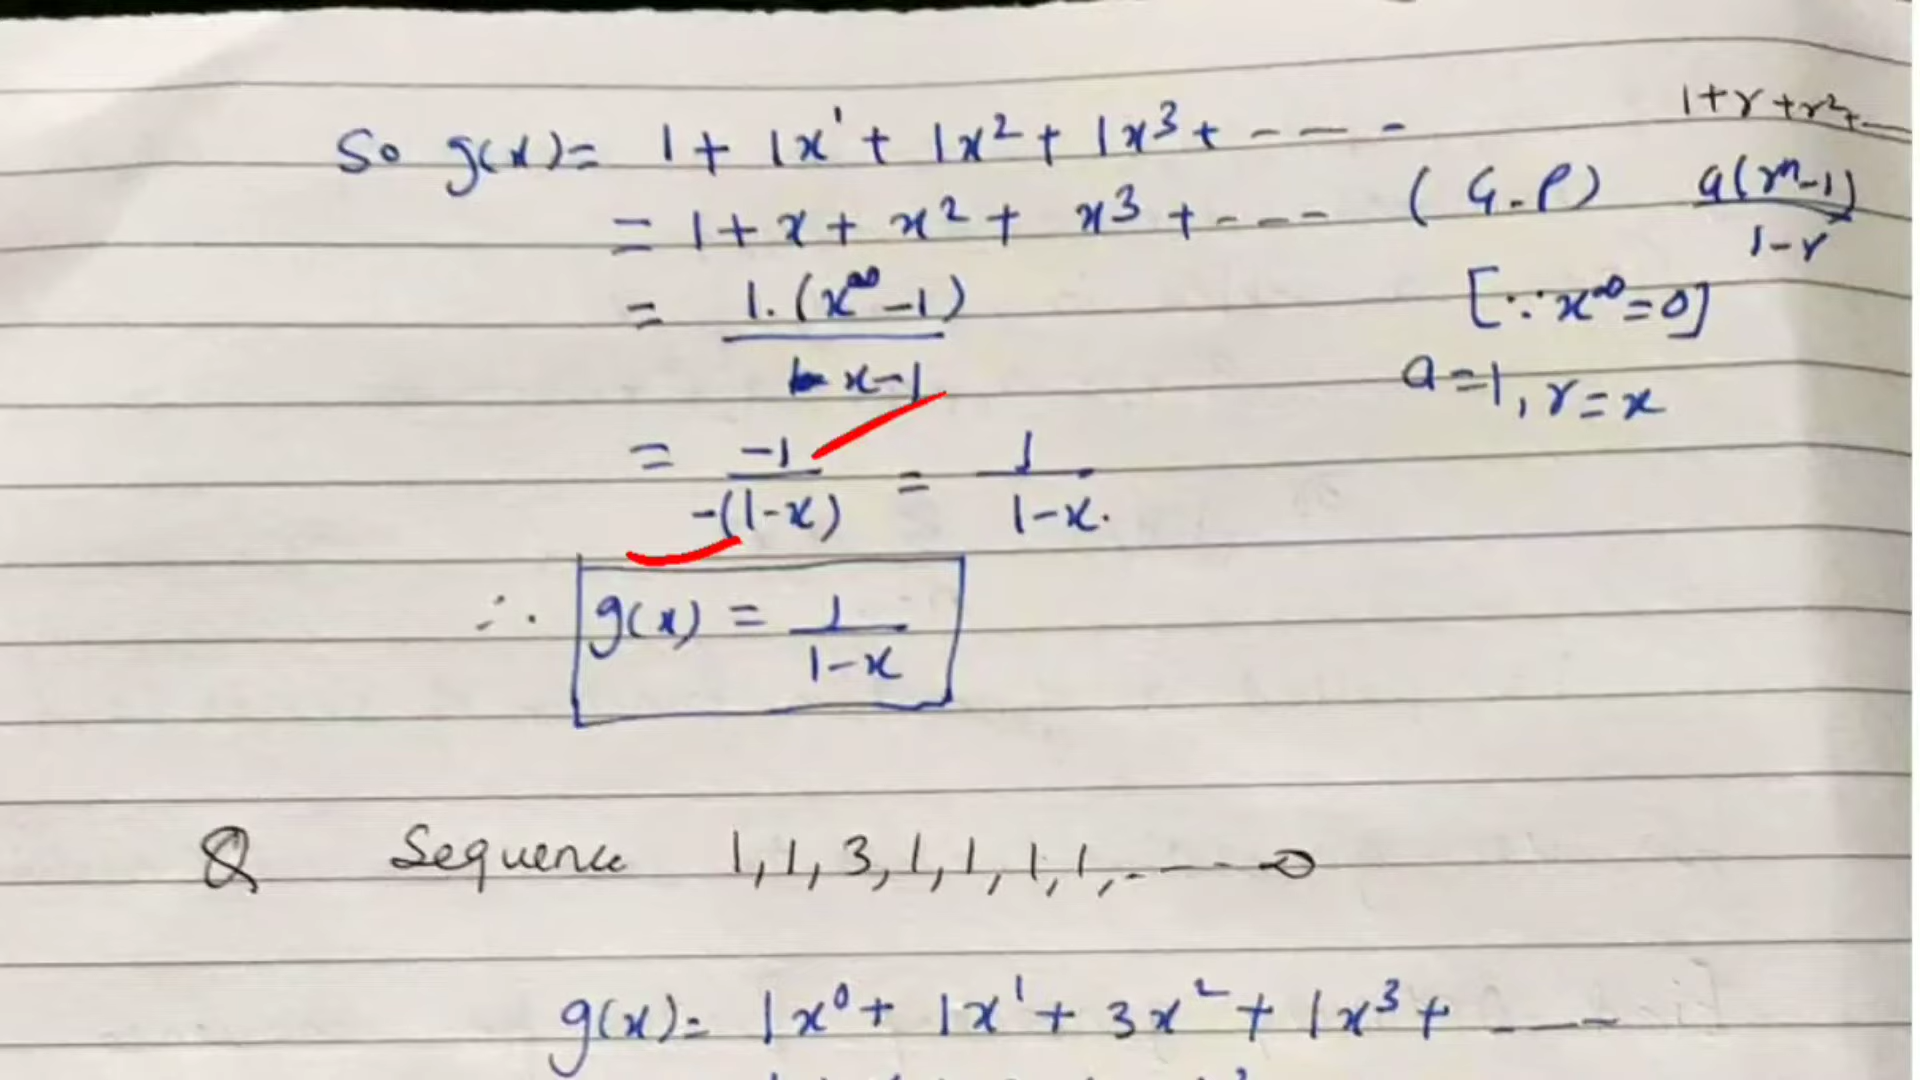 1+r+r²+...
So g(x)= 1 + 1x¹ + 1x² + 1x³ + ----
= 1 + x + x² + x³ + ---- (G.P) a(rⁿ-1)/1-r
= 1.(x^∞ -1)/x-1 [∵ x^∞ = 0]
a=1, r=x
= -1/-(1-x) = 1/1-x.
∴ g(x) = 1/1-x
Q Sequence 1,1,3,1,1,1,1,.----∞
g(x)= 1x⁰ + 1x¹ + 3x² + 1x³ + ----